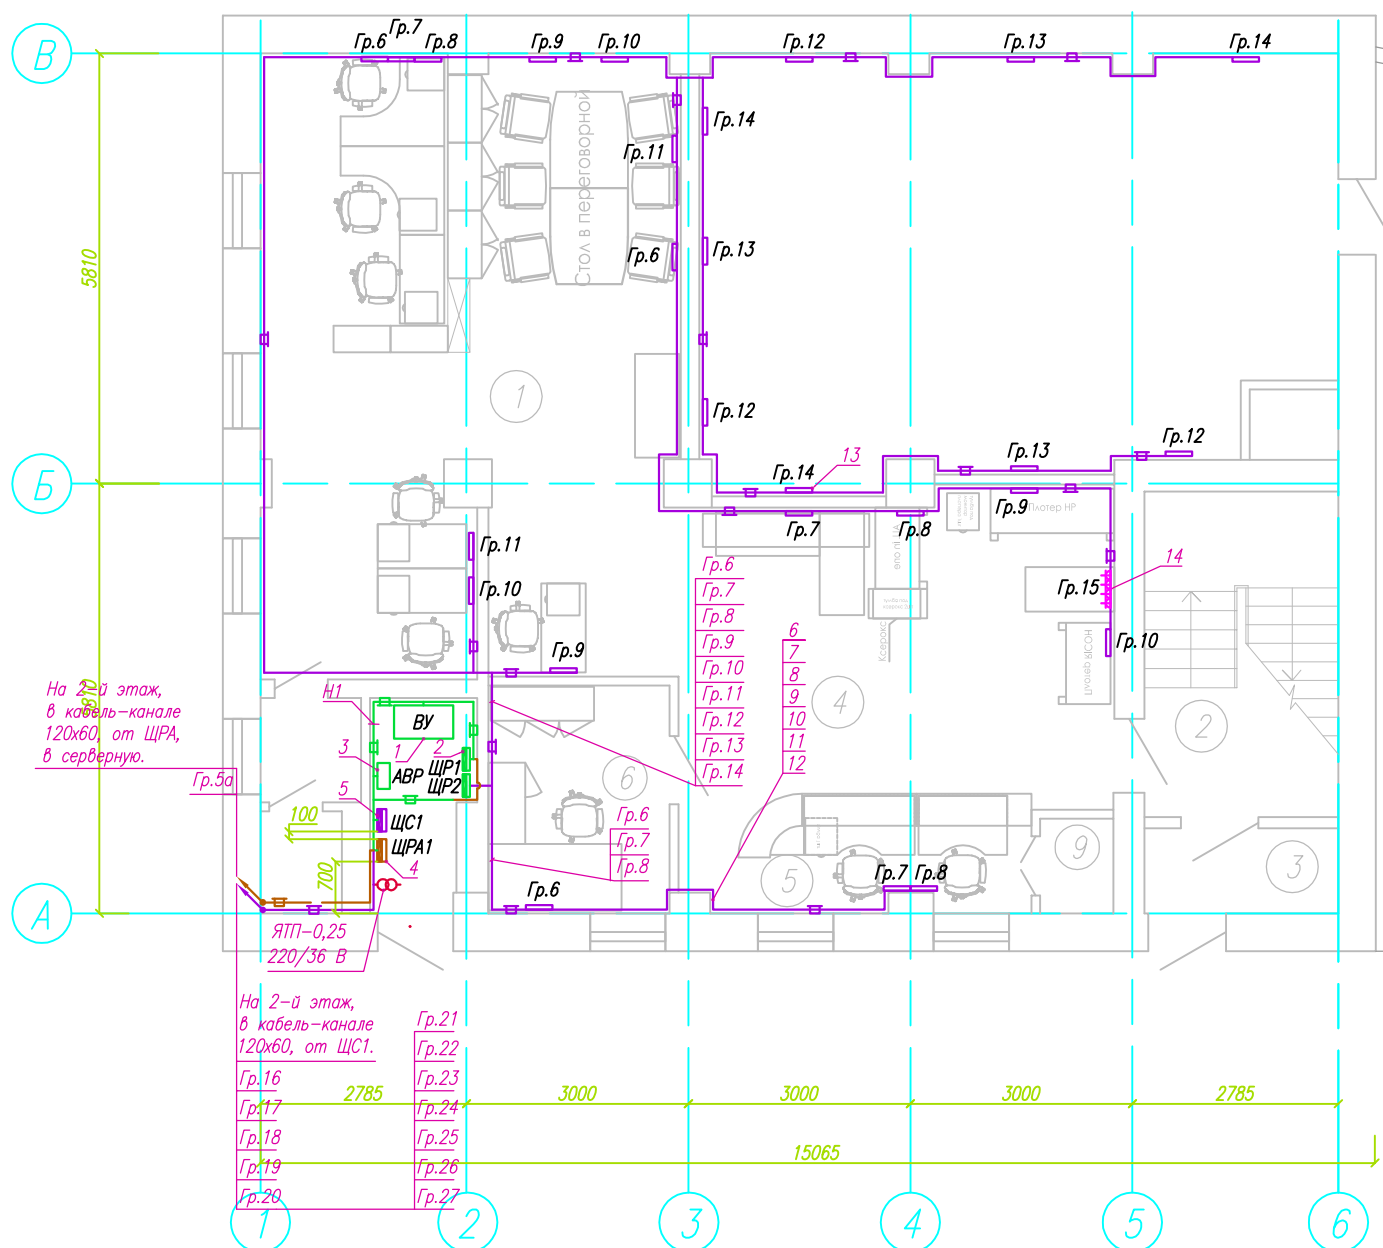 В
Гр.6
Гр.7
Гр.8
Гр.9
Гр.10
Гр.12
Гр.13
Гр.14
Стол в переговорной
Гр.11
Гр.14
Гр.6
Гр.13
5810
1
Гр.12
Б
Гр.14
13
Гр.13
Гр.12
Гр.7
Гр.8
Гр.9
Плотер HP
Гр.11
Гр.10
Гр.9
Гр.15
14
Гр.10
Плотер RICOH
Ксерокс
Гр.6
Гр.7
Гр.8
Гр.9
Гр.10
Гр.11
Гр.12
Гр.13
Гр.14
6
7
8
9
10
11
12
4
2
На 2-й этаж,
в кабель-канале
120х60, от ЩРА,
в серверную.
Гр.5а
5810
Н1
ВУ
1
2
3
АВР
ЩР1
ЩР2
5
ЩС1
ЩРА1
4
100
700
6
Гр.6
Гр.7
Гр.8
Гр.6
5
Гр.7
Гр.8
9
3
А
ЯТП-0,25
220/36 В
На 2-й этаж,
в кабель-канале
120х60, от ЩС1.
Гр.16
Гр.17
Гр.18
Гр.19
Гр.20
Гр.21
Гр.22
Гр.23
Гр.24
Гр.25
Гр.26
Гр.27
2785
3000
3000
3000
2785
15065
1
2
3
4
5
6